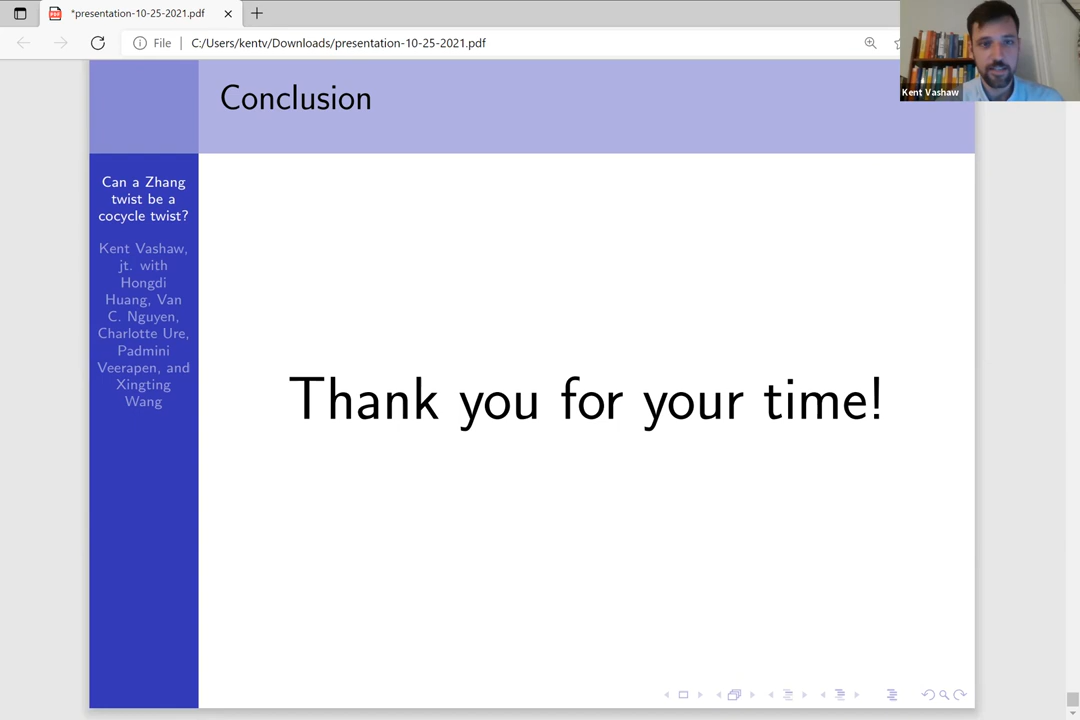 *presentation-10-25-2021.pdf
File
C:/Users/kentv/Downloads/presentation-10-25-2021.pdf
Kent Vashaw
Conclusion
Can a Zhang
twist be a
cocycle twist?
Kent Vashaw,
jt. with
Hongdi
Huang, Van
C. Nguyen,
Charlotte Ure,
Padmini
Veerapen, and
Xingting
Wang
Thank you for your time!